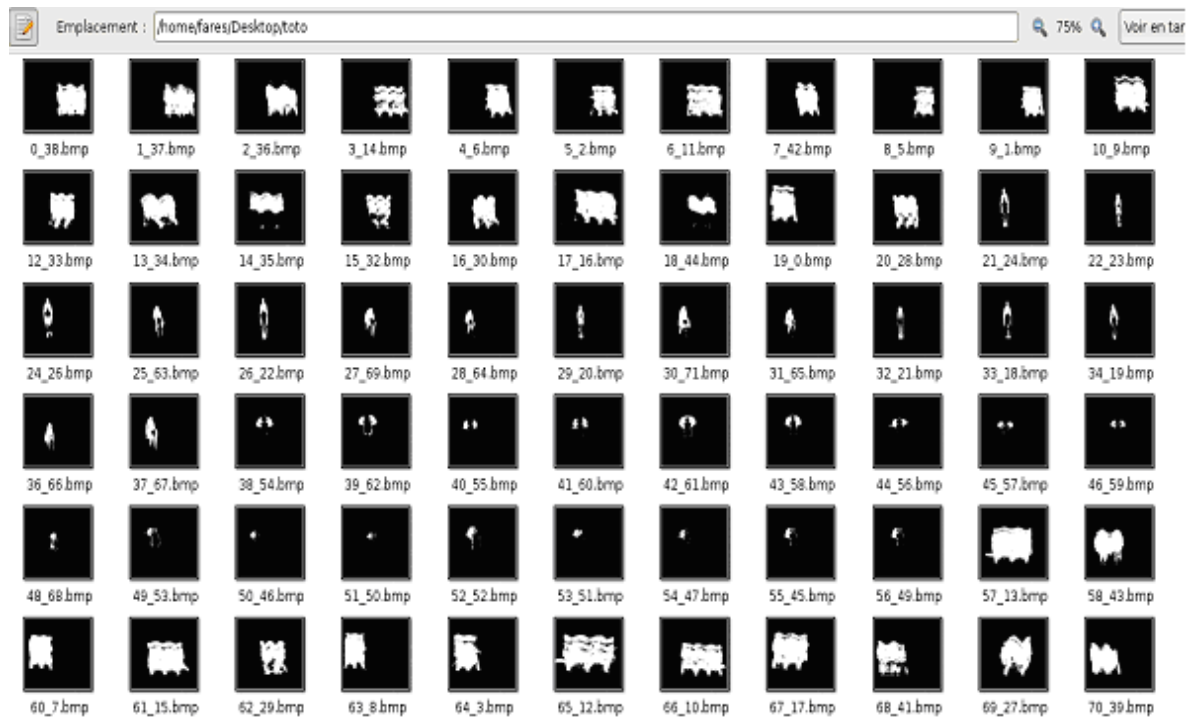 Emplacement : /home/fares/Desktop/toto 75% Voir en tar
0_38.bmp 1_37.bmp 2_36.bmp 3_14.bmp 4_6.bmp 5_2.bmp 6_11.bmp 7_42.bmp 8_5.bmp 9_1.bmp 10_9.bmp
12_33.bmp 13_34.bmp 14_35.bmp 15_32.bmp 16_30.bmp 17_16.bmp 18_44.bmp 19_0.bmp 20_28.bmp 21_24.bmp 22_23.bmp
24_26.bmp 25_63.bmp 26_22.bmp 27_69.bmp 28_64.bmp 29_20.bmp 30_71.bmp 31_65.bmp 32_21.bmp 33_18.bmp 34_19.bmp
36_66.bmp 37_67.bmp 38_54.bmp 39_62.bmp 40_55.bmp 41_60.bmp 42_61.bmp 43_58.bmp 44_56.bmp 45_57.bmp 46_59.bmp
48_68.bmp 49_53.bmp 50_46.bmp 51_50.bmp 52_52.bmp 53_51.bmp 54_47.bmp 55_45.bmp 56_49.bmp 57_13.bmp 58_43.bmp
60_7.bmp 61_15.bmp 62_29.bmp 63_8.bmp 64_3.bmp 65_12.bmp 66_10.bmp 67_17.bmp 68_41.bmp 69_27.bmp 70_39.bmp